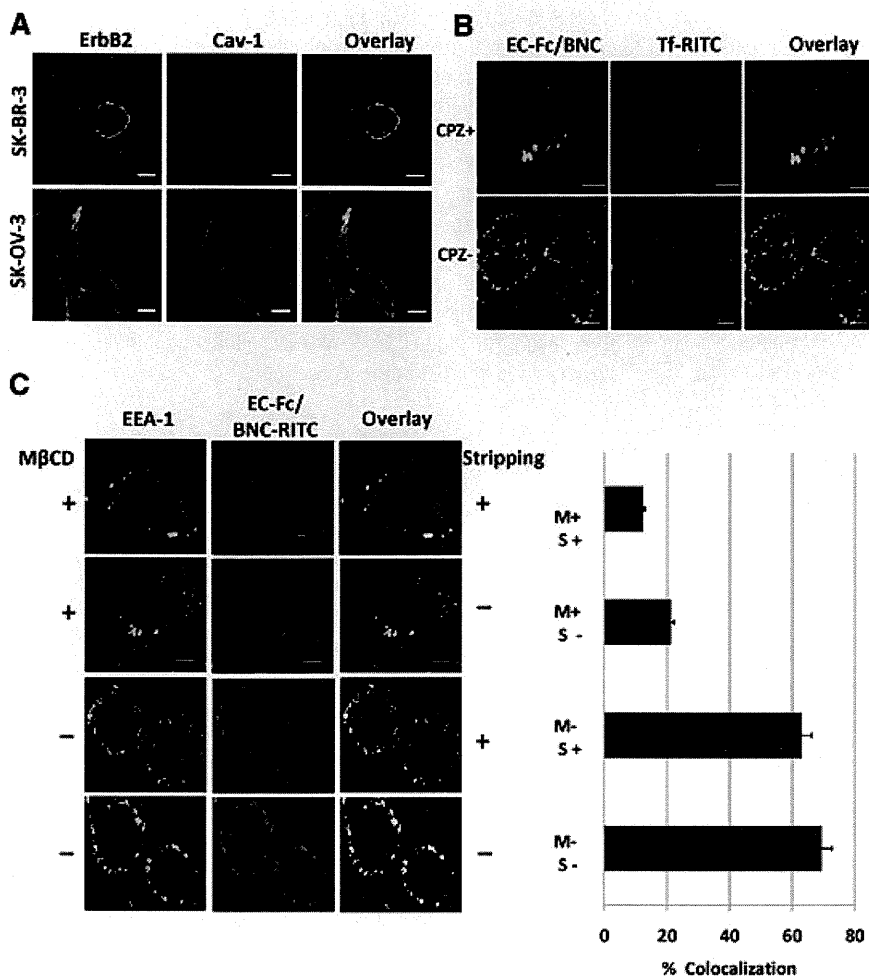 A
ErbB2 Cav-1 Overlay
SK-BR-3
SK-OV-3
B
EC-Fc/BNC Tf-RITC Overlay
CPZ+
CPZ-
C
EEA-1 EC-Fc/ Overlay
BNC-RITC
MβCD Stripping
+ +
+ −
− +
− −
M+
S +
M+
S -
M-
S +
M-
S -
0 20 40 60 80
% Colocalization